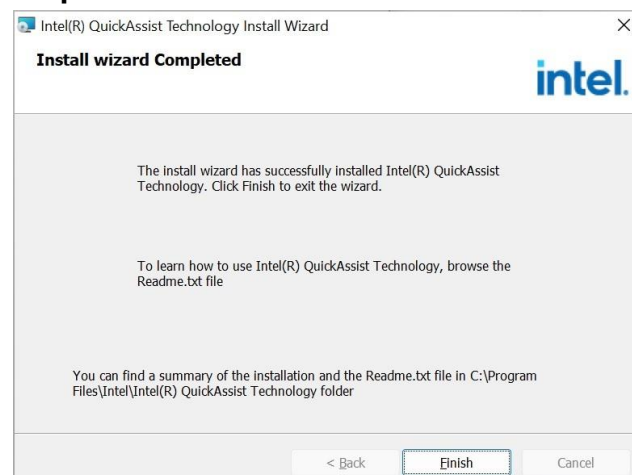 Intel(R) QuickAssist Technology Install Wizard
Install wizard Completed
intel.
The install wizard has successfully installed Intel(R) QuickAssist
Technology. Click Finish to exit the wizard.
To learn how to use Intel(R) QuickAssist Technology, browse the
Readme.txt file
You can find a summary of the installation and the Readme.txt file in C:\Program
Files\Intel\Intel(R) QuickAssist Technology folder
< Back
Finish
Cancel